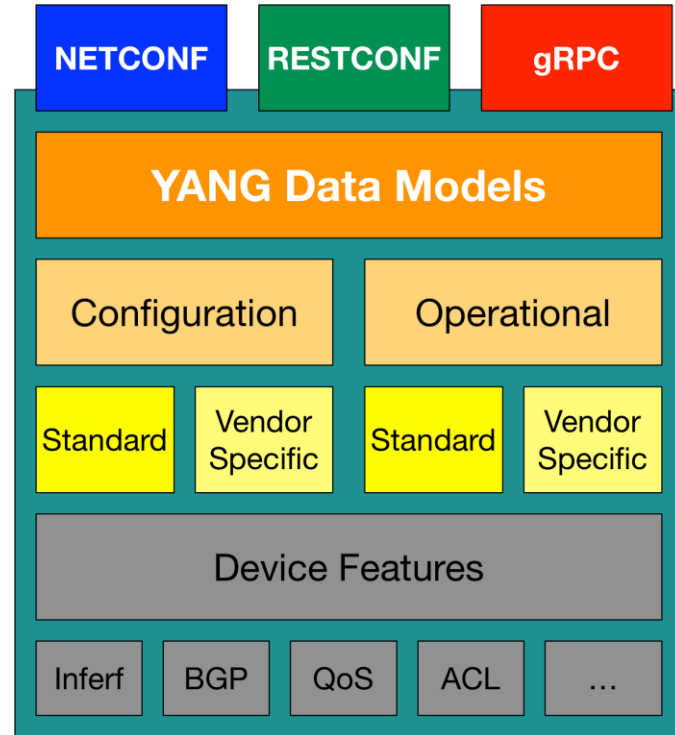 NETCONF
RESTCONF
gRPC
YANG Data Models
Configuration
Operational
Standard
Vendor
Specific
Standard
Vendor
Specific
Device Features
Inferf
BGP
QoS
ACL
...